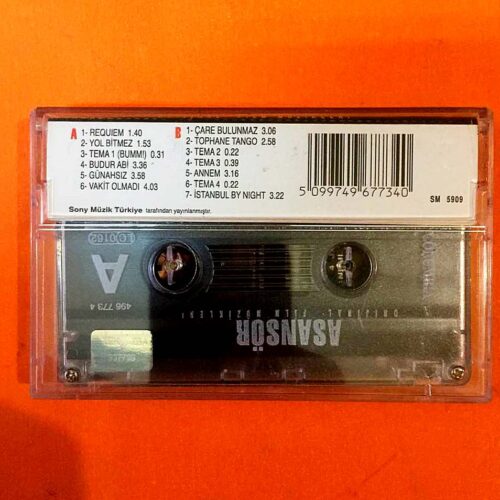 A
1- REQUIEM 1.40
2- YOL BİTMEZ 1.53
3- TEMA 1 (BUMM!) 0.31
4- BUDUR ABİ 3.36
5- GÜNAHSIZ 3.58
6- VAKİT OLMADI 4.03
B
1- ÇARE BULUNMAZ 3.06
2- TOPHANE TANGO 2.58
3- TEMA 2 0.22
4- TEMA 3 0.39
5- ANNEM 3.16
6- TEMA 4 0.22
7- İSTANBUL BY NIGHT 3.22
5 099749 677340
SM 5909
Sony Müzik Türkiye tarafından yayınlanmıştır.
A
LC0162
495 773 4
ASANSÖR
ORİJİNAL FİLM MÜZİKLERİ